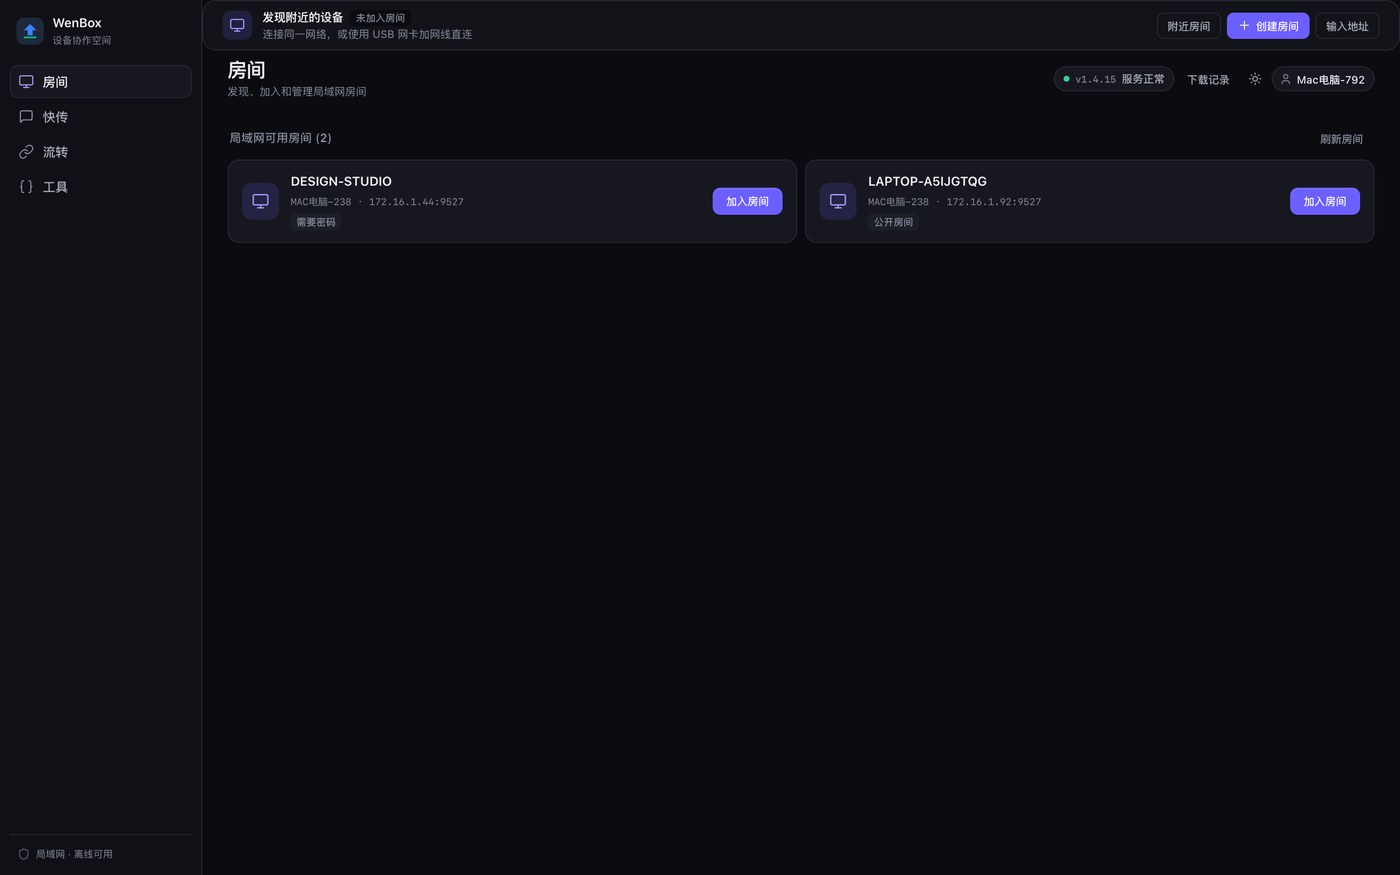 WenBox
设备协作空间
房间
快传
流转
工具
局域网 · 离线可用
发现附近的设备 未加入房间
连接同一网络，或使用 USB 网卡加网线直连
附近房间 创建房间 输入地址
房间
发现、加入和管理局域网房间
v1.4.15 服务正常 下载记录 Mac电脑-792
局域网可用房间 (2) 刷新房间
DESIGN-STUDIO
MAC电脑-238 · 172.16.1.44:9527
需要密码
加入房间
LAPTOP-A5IJGTQG
MAC电脑-238 · 172.16.1.92:9527
公开房间
加入房间